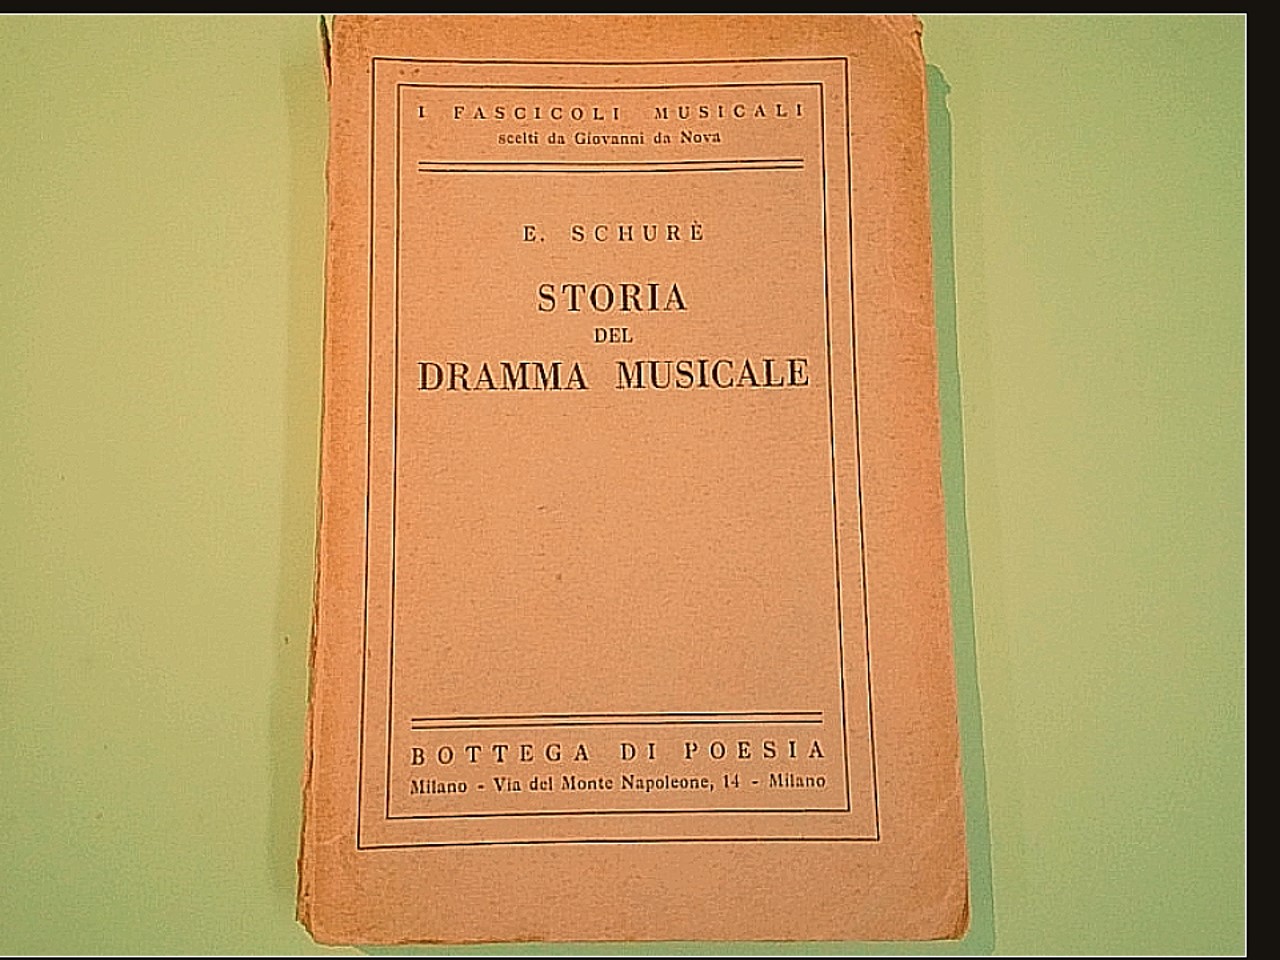 I FASCICOLI MUSICALI
scelti da Giovanni da Nova
E. SCHURÈ
STORIA
DEL
DRAMMA MUSICALE
BOTTEGA DI POESIA
Milano - Via del Monte Napoleone, 14 - Milano